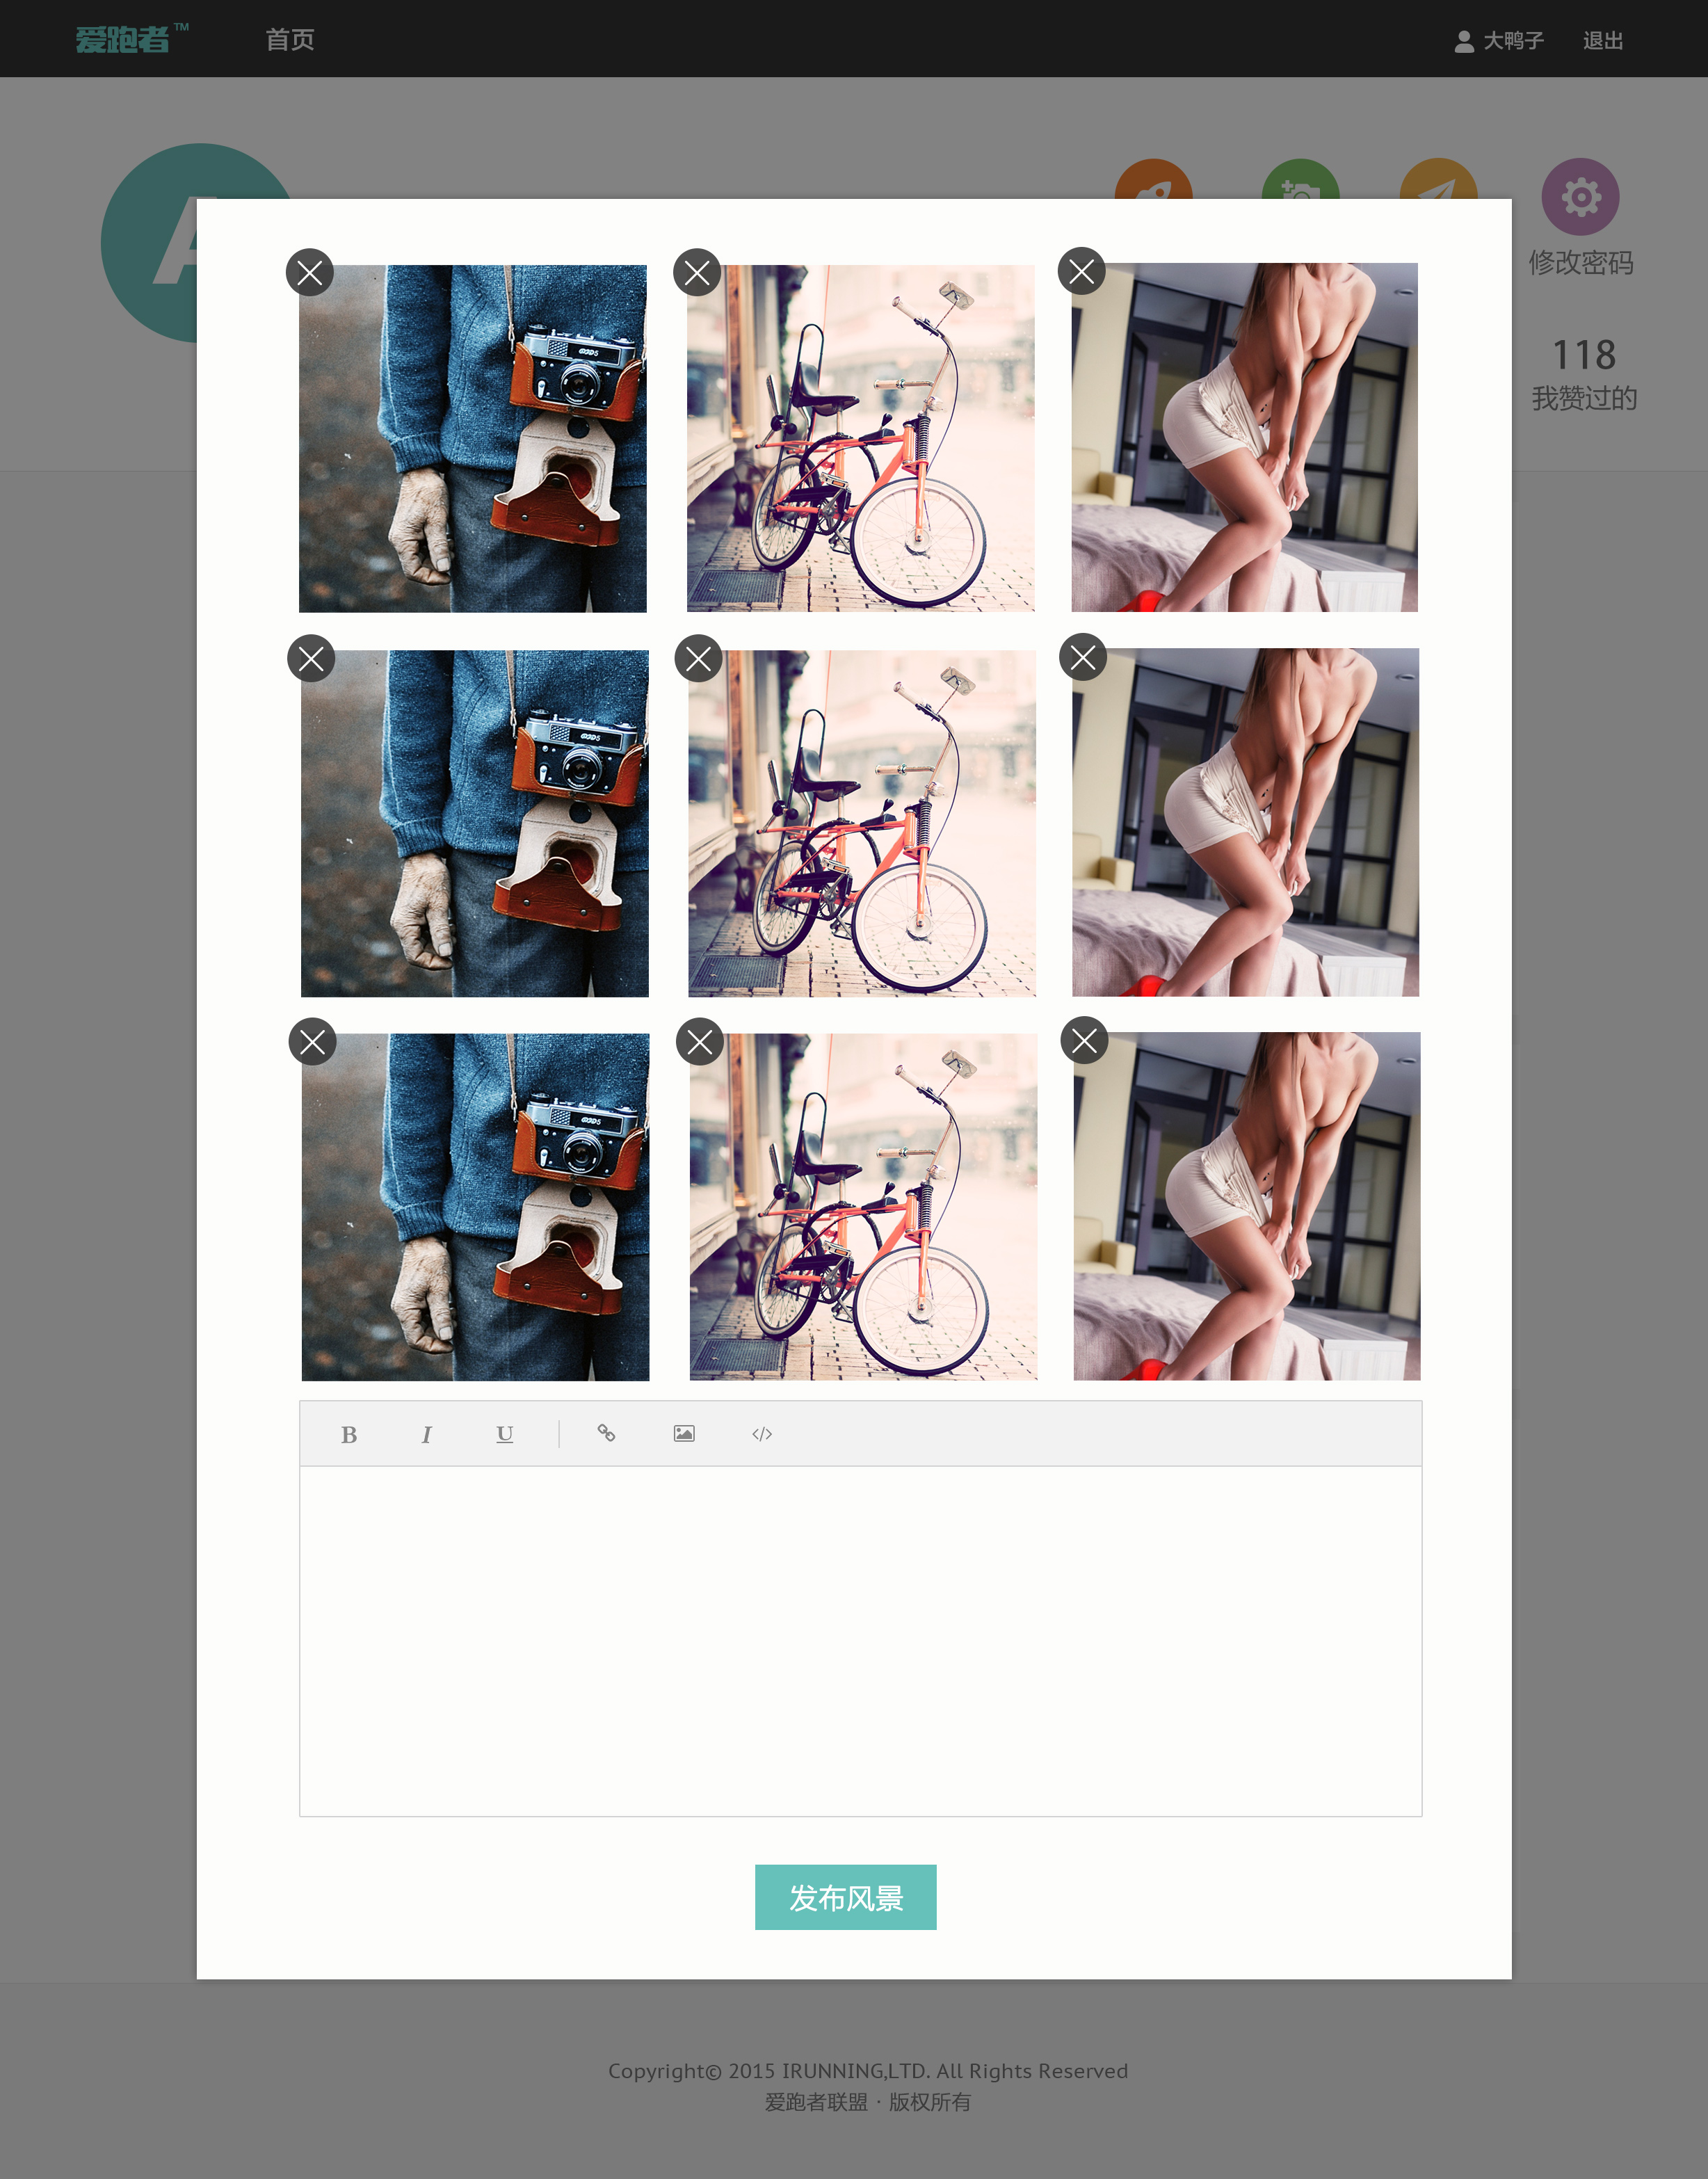 爱跑者™
首页
大鸭子
退出
A
修改密码
118
我赞过的
B I U
发布风景
Copyright© 2015 IRUNNING,LTD. All Rights Reserved
爱跑者联盟 · 版权所有